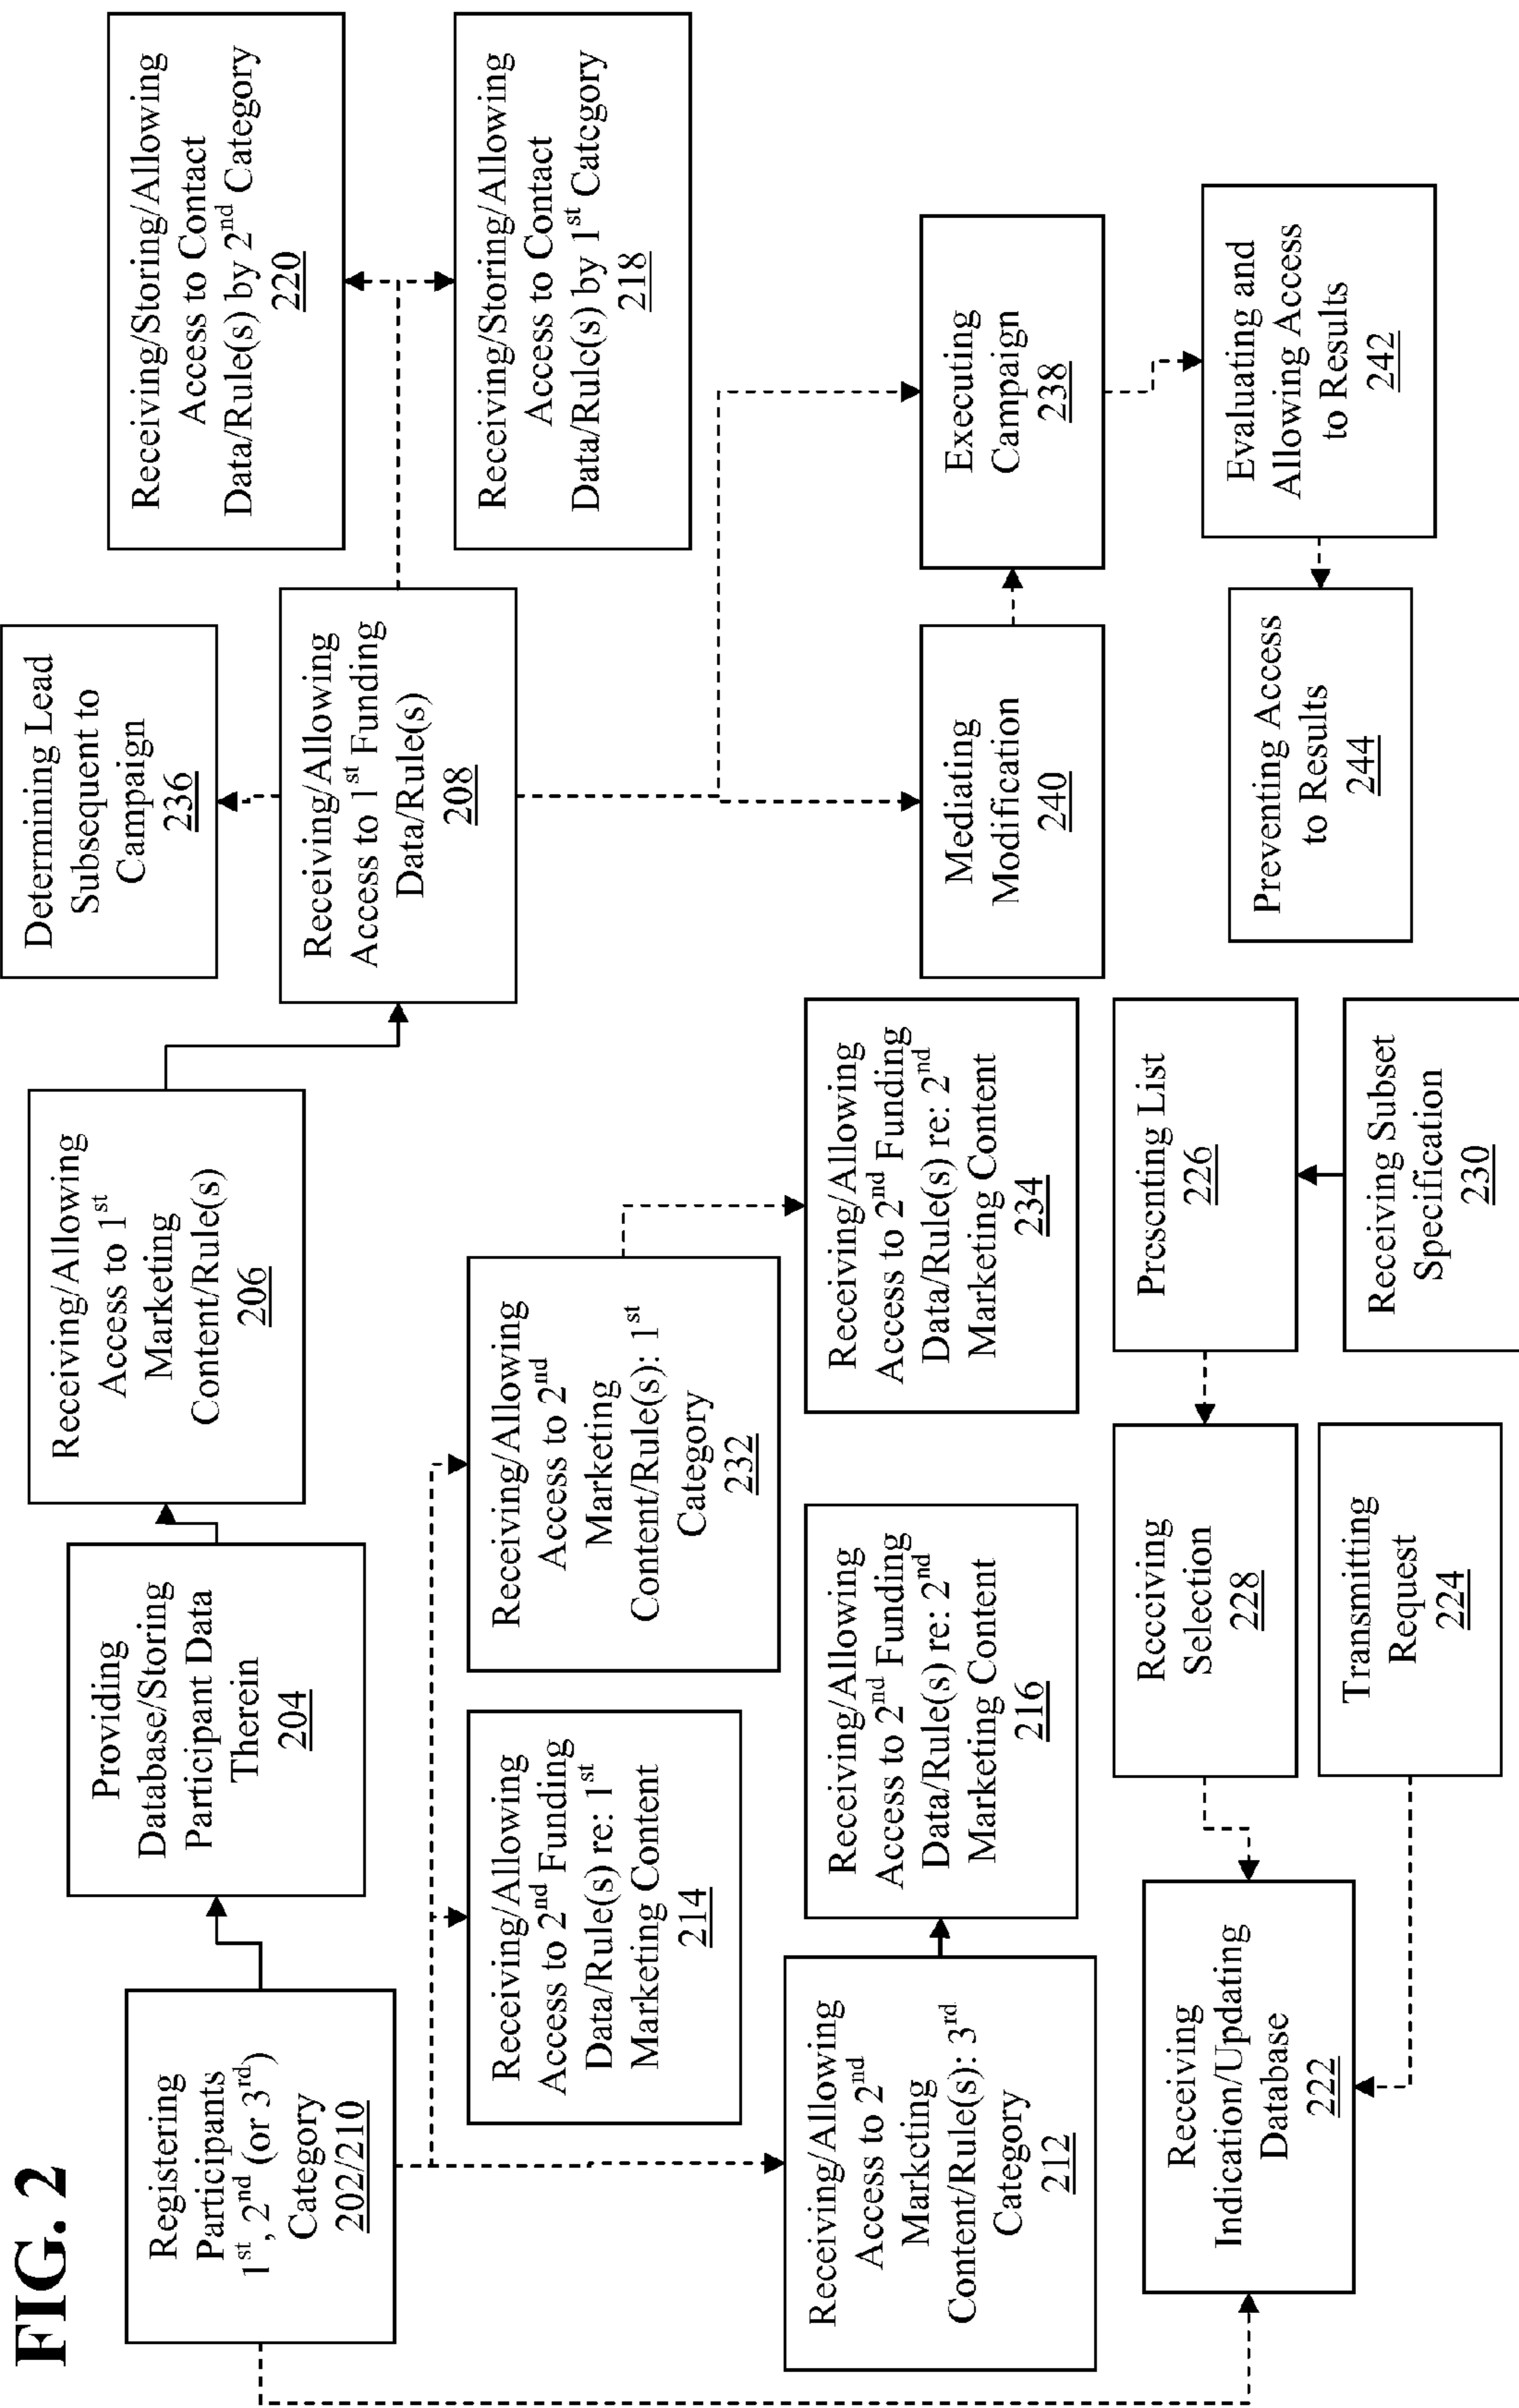 FIG. 2
Registering
Participants
1st, 2nd (or 3rd)
Category
202/210
Providing
Database/Storing
Participant Data
Therein
204
Receiving/Allowing
Access to 1st
Marketing
Content/Rule(s)
206
Determining Lead
Subsequent to
Campaign
236
Receiving/Allowing
Access to 1st Funding
Data/Rule(s)
208
Receiving/Storing/Allowing
Access to Contact
Data/Rule(s) by 2nd Category
220
Receiving/Storing/Allowing
Access to Contact
Data/Rule(s) by 1st Category
218
Receiving/Allowing
Access to 2nd Funding
Data/Rule(s) re: 1st
Marketing Content
214
Receiving/Allowing
Access to 2nd
Marketing
Content/Rule(s): 1st
Category
232
Receiving/Allowing
Access to 2nd
Marketing
Content/Rule(s): 3rd
Category
212
Receiving/Allowing
Access to 2nd Funding
Data/Rule(s) re: 2nd
Marketing Content
216
Receiving/Allowing
Access to 2nd Funding
Data/Rule(s) re: 2nd
Marketing Content
234
Mediating
Modification
240
Executing
Campaign
238
Receiving
Indication/Updating
Database
222
Receiving
Selection
228
Presenting List
226
Transmitting
Request
224
Receiving Subset
Specification
230
Preventing Access
to Results
244
Evaluating and
Allowing Access
to Results
242